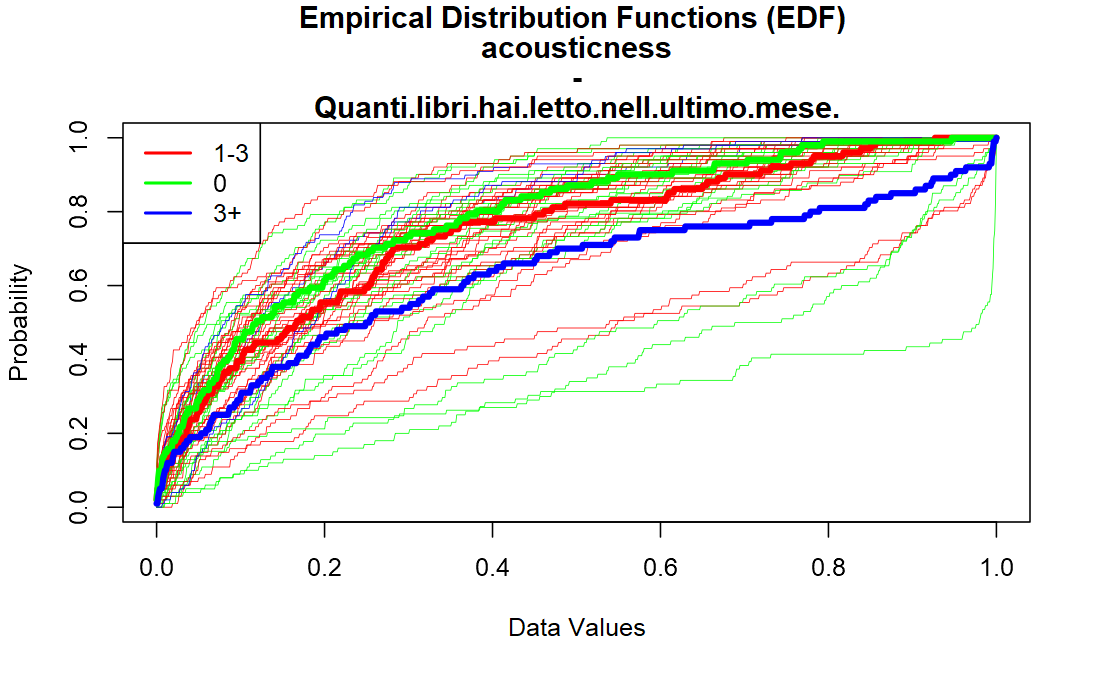 Empirical Distribution Functions (EDF)
acousticness
-
Quanti.libri.hai.letto.nell.ultimo.mese.
1-3
0
3+
Probability
0.0
0.2
0.4
0.6
0.8
1.0
0.0 0.2 0.4 0.6 0.8 1.0
Data Values